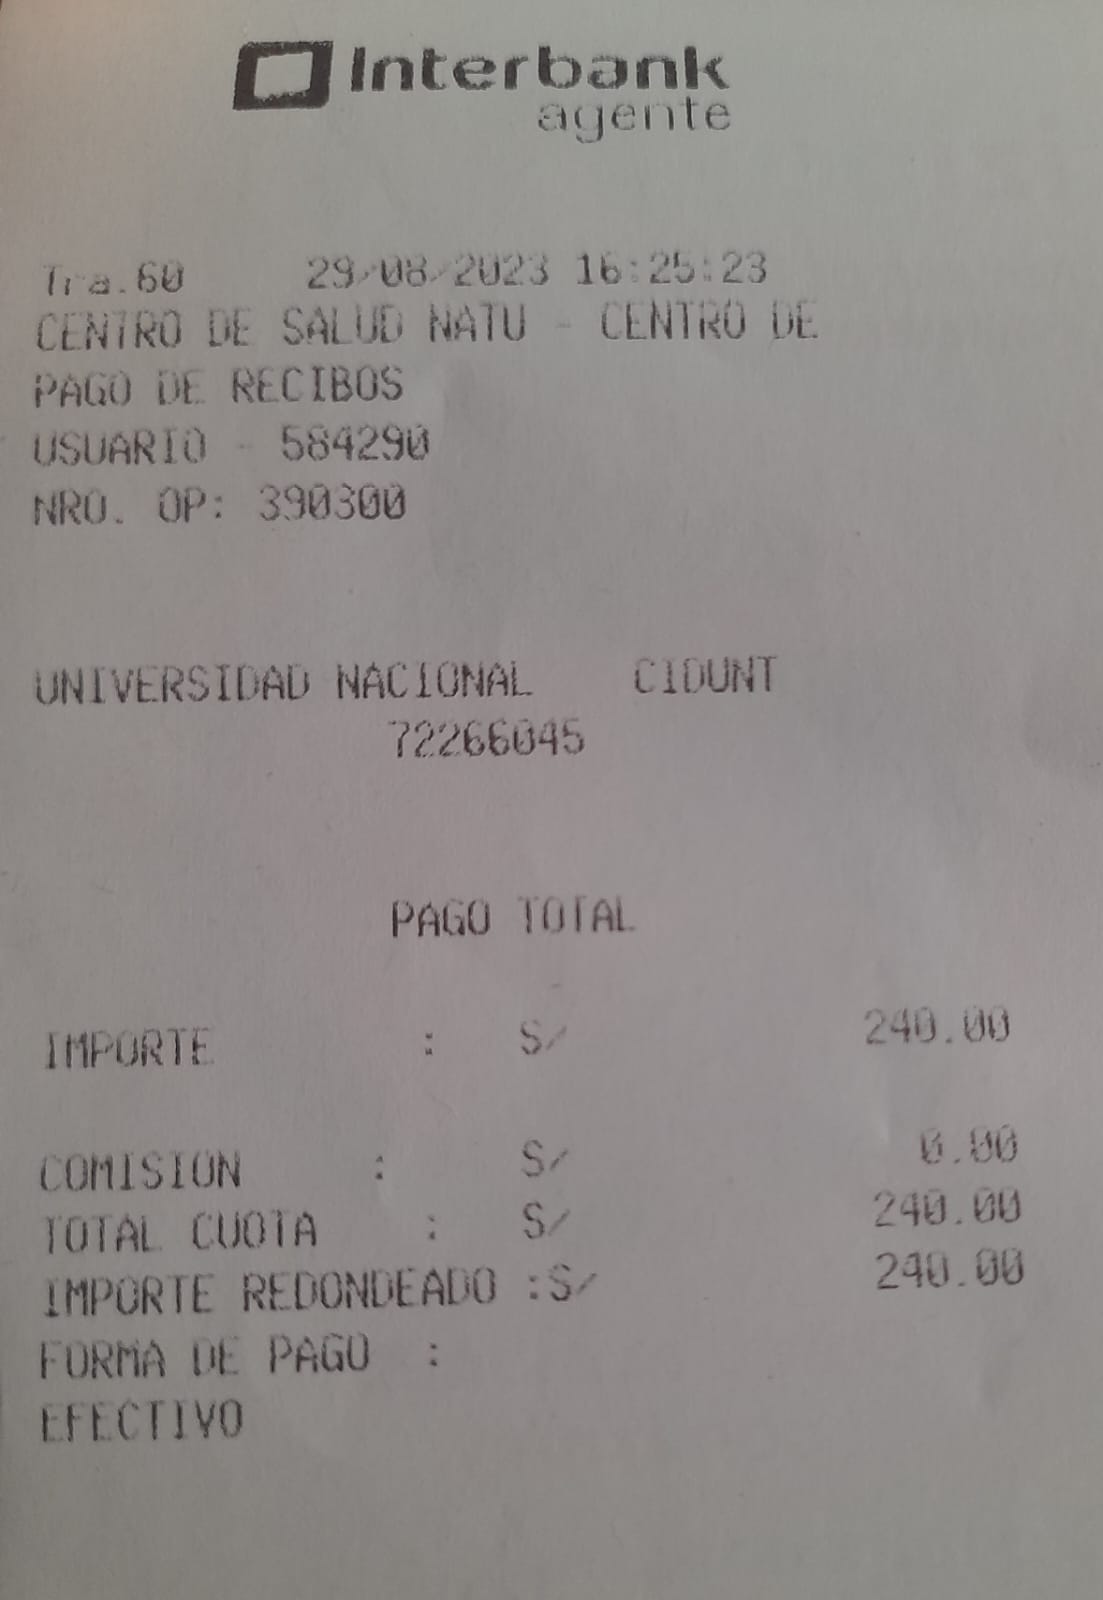 Interbank
agente
Tra.60 29/08/2023 16:25:23
CENTRO DE SALUD NATU - CENTRO DE
PAGO DE RECIBOS
USUARIO - 584290
NRO. OP: 390300
UNIVERSIDAD NACIONAL CIDUNT
72266045
PAGO TOTAL
IMPORTE : S/ 240.00
COMISION : S/ 0.00
TOTAL CUOTA : S/ 240.00
IMPORTE REDONDEADO :S/ 240.00
FORMA DE PAGO :
EFECTIVO